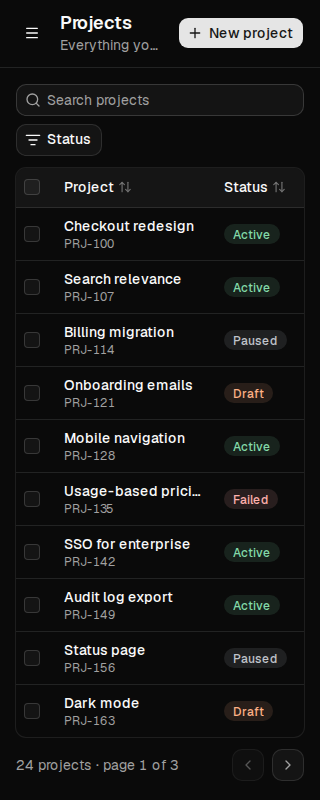 Projects
Everything yo…
New project
Search projects
Status
Project
Status
Checkout redesign
PRJ-100
Active
Search relevance
PRJ-107
Active
Billing migration
PRJ-114
Paused
Onboarding emails
PRJ-121
Draft
Mobile navigation
PRJ-128
Active
Usage-based prici…
PRJ-135
Failed
SSO for enterprise
PRJ-142
Active
Audit log export
PRJ-149
Active
Status page
PRJ-156
Paused
Dark mode
PRJ-163
Draft
24 projects · page 1 of 3